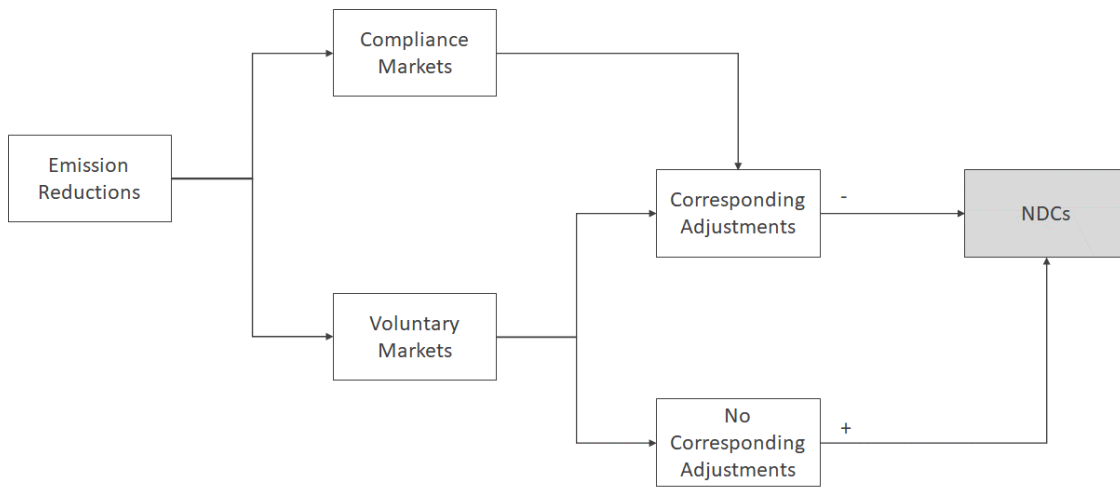 Compliance
Markets
Emission
Reductions
Corresponding
Adjustments
-
NDCs
Voluntary
Markets
No
Corresponding
Adjustments
+